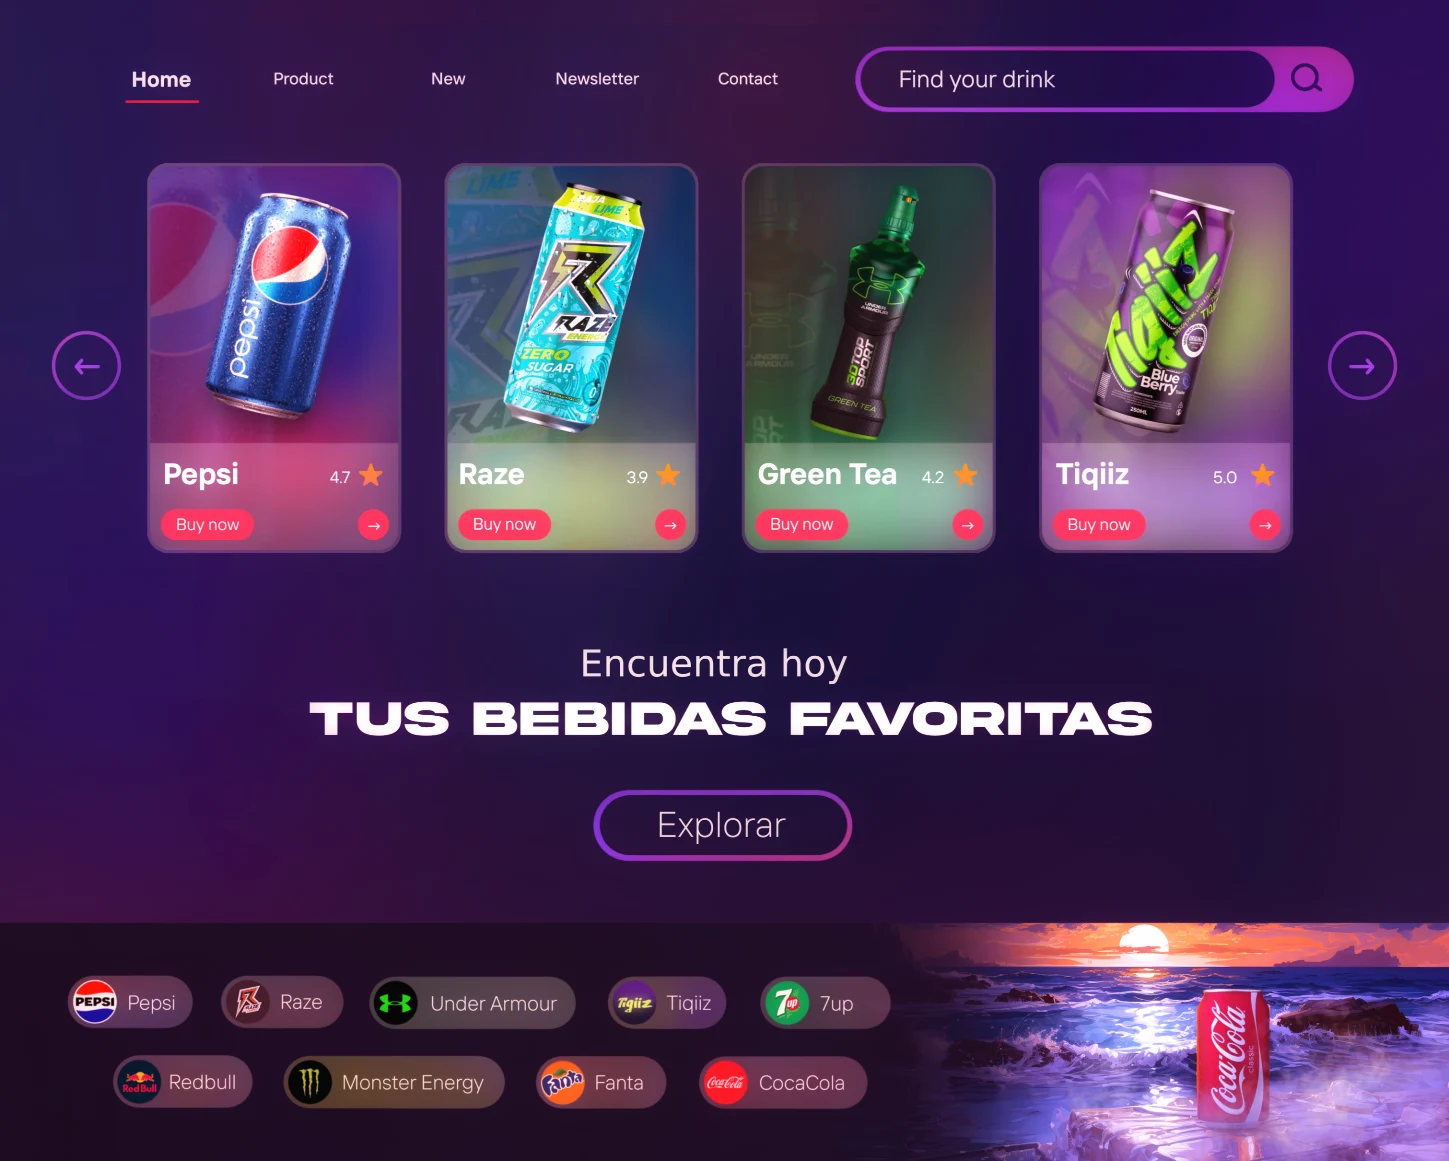 Home
Product
New
Newsletter
Contact
Find your drink
pepsi
BAJA
LIME
RAZE
ENERGY
ZERO
SUGAR
UNDER
ARMOUR
GOTOP
SPORT
GREEN TEA
Tiqiiz
Blue
Berry
250ML
Pepsi
4.7
Buy now
→
Raze
3.9
Buy now
→
Green Tea
4.2
Buy now
→
Tiqiiz
5.0
Buy now
→
Encuentra hoy
TUS BEBIDAS FAVORITAS
Explorar
PEPSI Pepsi
Raze
Under Armour
Tiqiiz Tiqiiz
7up 7up
Red Bull Redbull
Monster Energy
Fanta Fanta
Coca-Cola CocaCola
Coca-Cola
classic